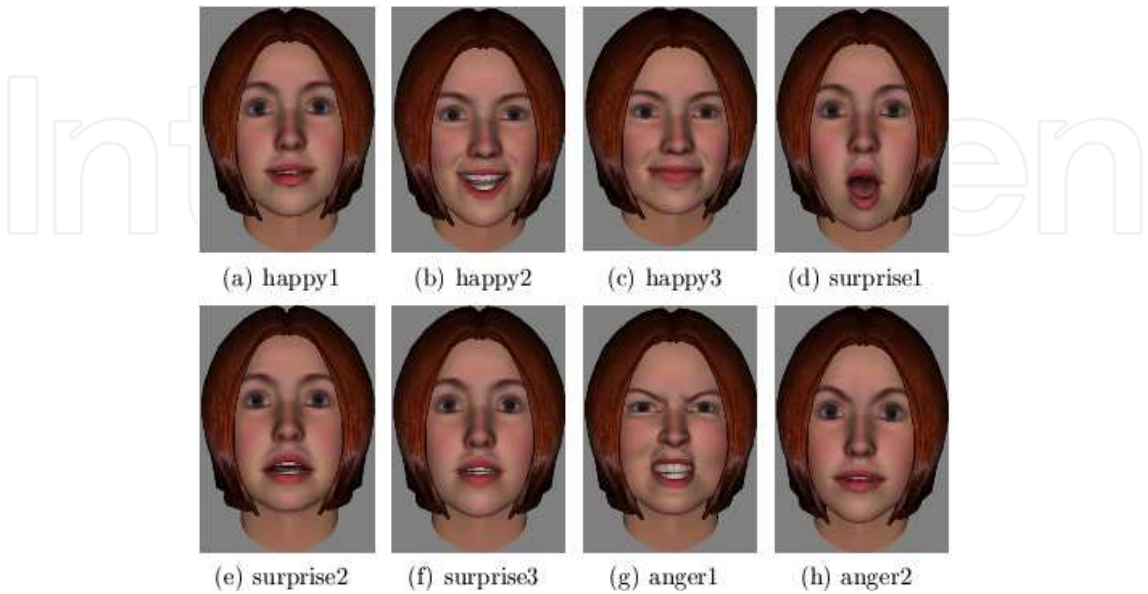 (a) happy1 (b) happy2 (c) happy3 (d) surprise1
(e) surprise2 (f) surprise3 (g) anger1 (h) anger2